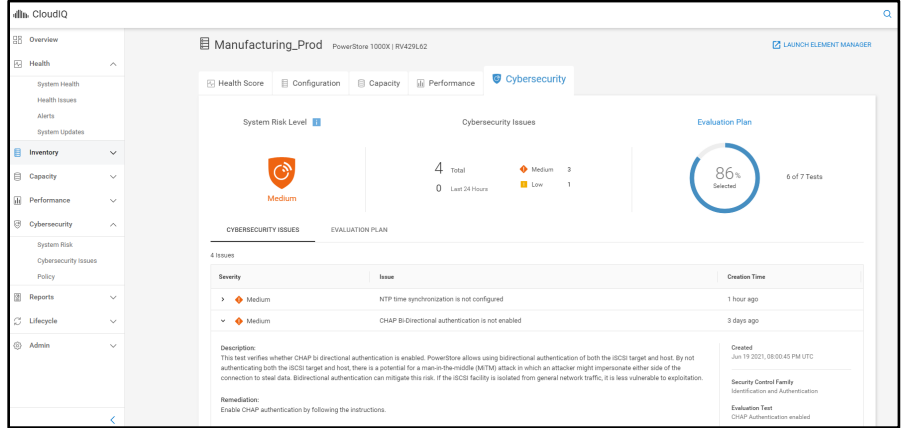 CloudIQ
Overview
Health
System Health
Health Issues
Alerts
System Updates
Inventory
Capacity
Performance
Cybersecurity
System Risk
Cybersecurity Issues
Policy
Reports
Lifecycle
Admin
Manufacturing_Prod PowerStore 1000X | RV429L62
LAUNCH ELEMENT MANAGER
Health Score Configuration Capacity Performance Cybersecurity
System Risk Level
Medium
Cybersecurity Issues
4 Total
0 Last 24 Hours
Medium 3
Low 1
Evaluation Plan
86%
Selected
6 of 7 Tests
CYBERSECURITY ISSUES EVALUATION PLAN
4 Issues
Severity Issue Creation Time
Medium NTP time synchronization is not configured 1 hour ago
Medium CHAP Bi-Directional authentication is not enabled 3 days ago
Description:
This test verifies whether CHAP bi directional authentication is enabled. PowerStore allows using bidirectional authentication of both the iSCSI target and host. By not
authenticating both the iSCSI target and host, there is a potential for a man-in-the-middle (MiTM) attack in which an attacker might impersonate either side of the
connection to steal data. Bidirectional authentication can mitigate this risk. If the iSCSI facility is isolated from general network traffic, it is less vulnerable to exploitation.
Remediation:
Enable CHAP authentication by following the instructions.
Created
Jun 19 2021, 08:00:45 PM UTC
Security Control Family
Identification and Authentication
Evaluation Test
CHAP Authentication enabled